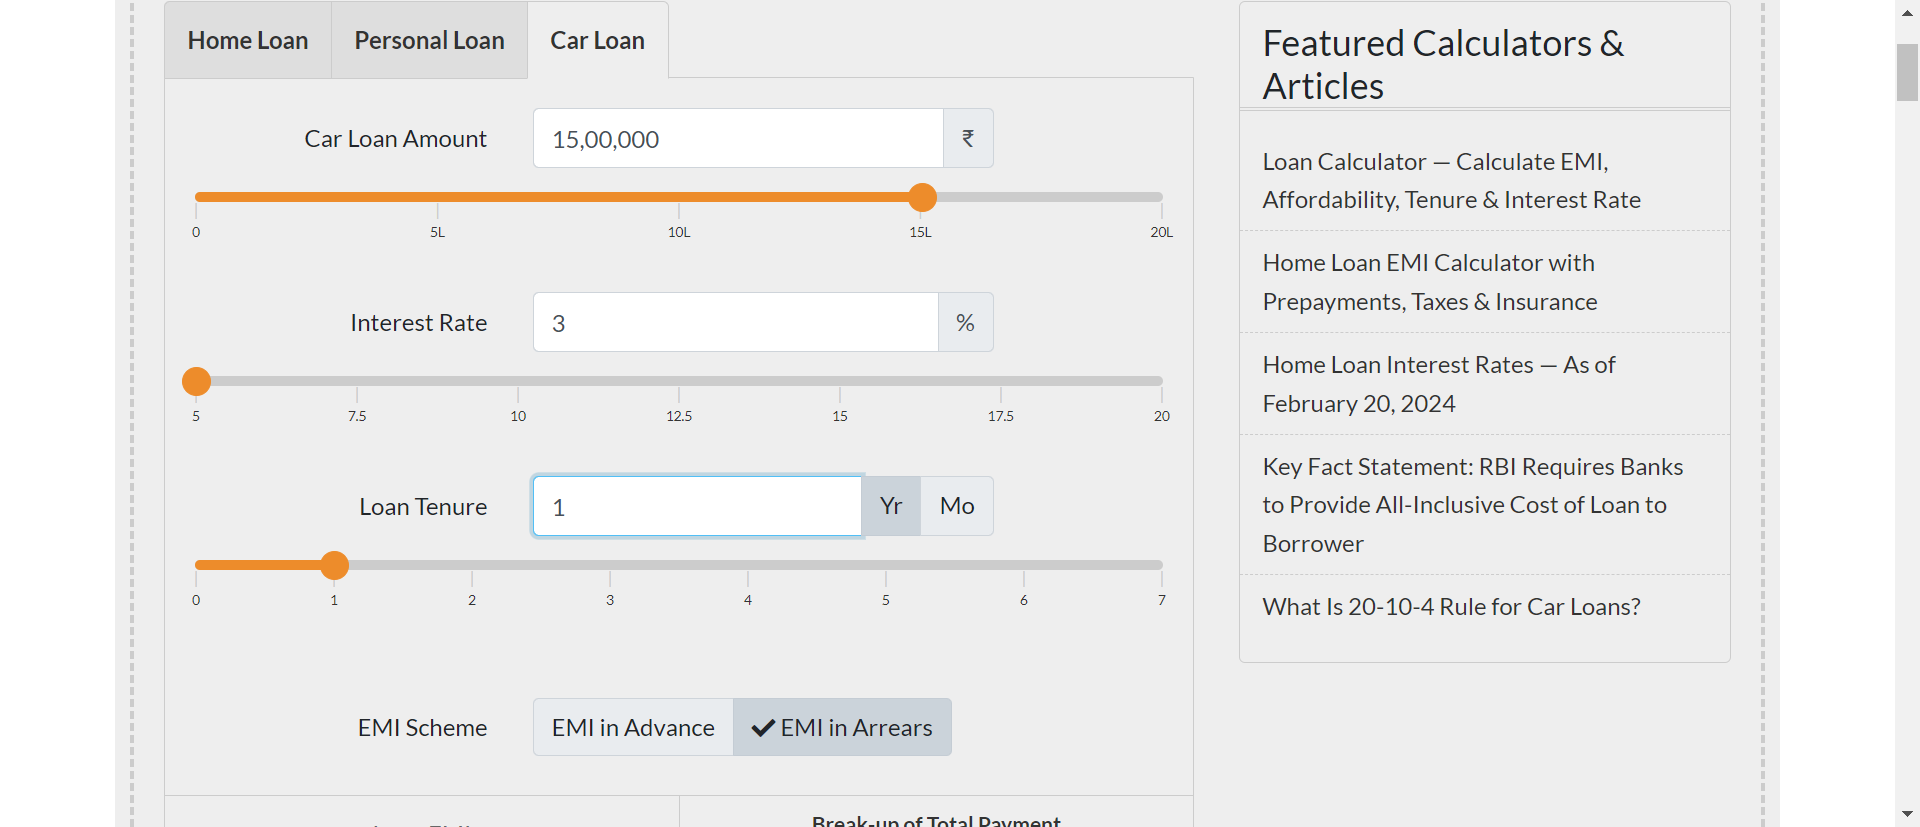 Home Loan
Personal Loan
Car Loan
Car Loan Amount
15,00,000
₹
0
5L
10L
15L
20L
Interest Rate
3
%
5
7.5
10
12.5
15
17.5
20
Loan Tenure
1
Yr
Mo
0
1
2
3
4
5
6
7
EMI Scheme
EMI in Advance
EMI in Arrears
Break-up of Total Payment
Featured Calculators &
Articles
Loan Calculator — Calculate EMI,
Affordability, Tenure & Interest Rate
Home Loan EMI Calculator with
Prepayments, Taxes & Insurance
Home Loan Interest Rates — As of
February 20, 2024
Key Fact Statement: RBI Requires Banks
to Provide All-Inclusive Cost of Loan to
Borrower
What Is 20-10-4 Rule for Car Loans?